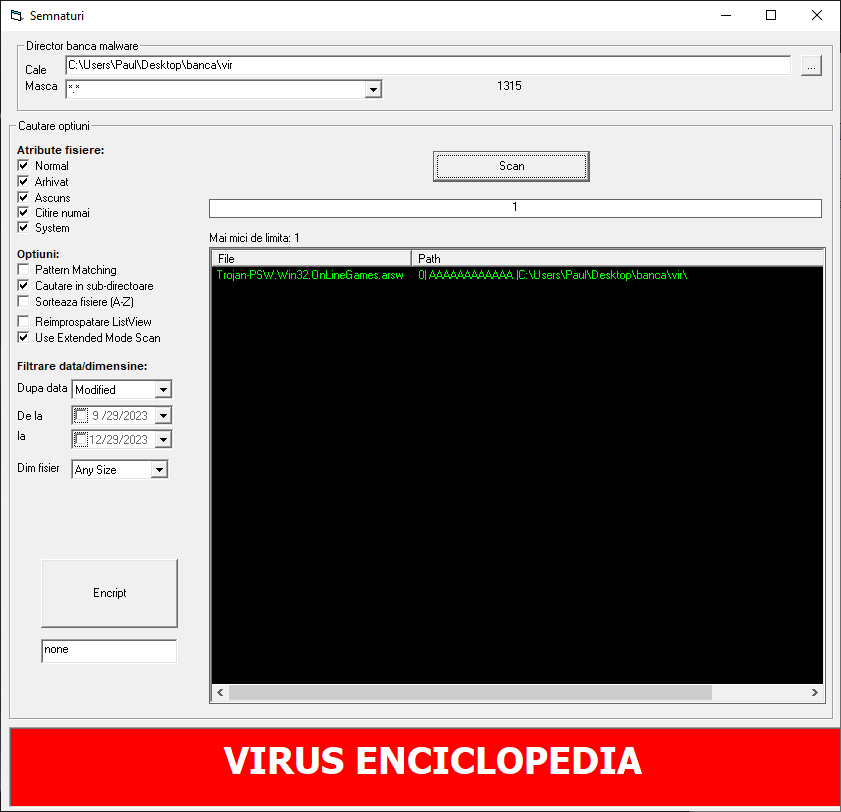 Semnaturi
Director banca malware
Cale C:\Users\Paul\Desktop\banca\vir ...
Masca *.* 1315
Cautare optiuni
Atribute fisiere:
Normal
Arhivat
Ascuns
Citire numai
System
Scan
1
Mai mici de limita: 1
File Path
Trojan-PSW.Win32.OnLineGames.arsw 0| AAAAAAAAAAAA |C:\Users\Paul\Desktop\banca\vir\
Optiuni:
Pattern Matching
Cautare in sub-directoare
Sorteaza fisiere (A-Z)
Reimprospatare ListView
Use Extended Mode Scan
Filtrare data/dimensine:
Dupa data Modified
De la 9 /29/2023
la 12/29/2023
Dim fisier Any Size
Encript
none
VIRUS ENCICLOPEDIA